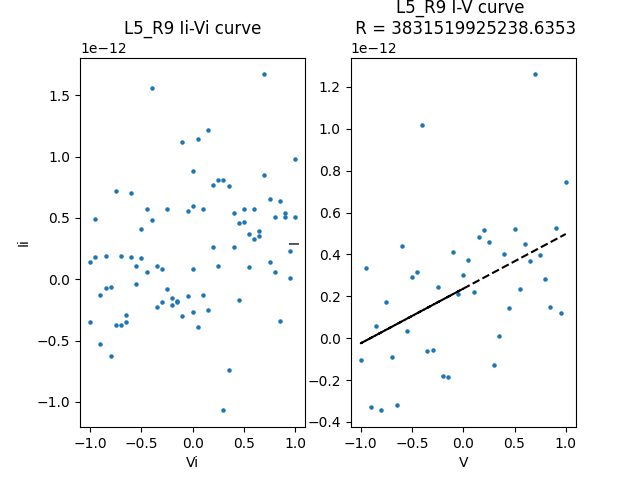 L5_R9 Ii-Vi curve
1e−12
1.5
1.0
0.5
0.0
−0.5
−1.0
−1.0 −0.5 0.0 0.5 1.0
Vi
Ii
L5_R9 I-V curve
R = 3831519925238.6353
1e−12
1.2
1.0
0.8
0.6
0.4
0.2
0.0
−0.2
−0.4
−1.0 −0.5 0.0 0.5 1.0
V
I